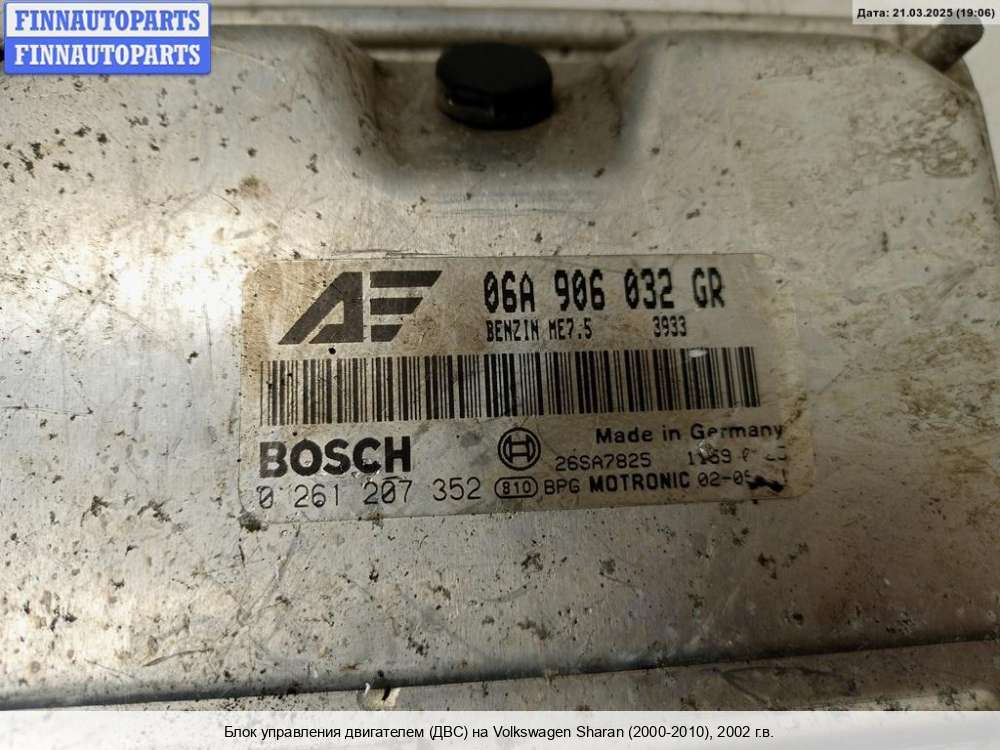 FINNAUTOPARTS
FINNAUTOPARTS
Дата: 21.03.2025 (19:06)
AE
06A 906 032 GR
BENZIN ME7.5 3933
BOSCH
Made in Germany
26SA7825
0 261 207 352
810 BPG MOTRONIC
Блок управления двигателем (ДВС) на Volkswagen Sharan (2000-2010), 2002 г.в.